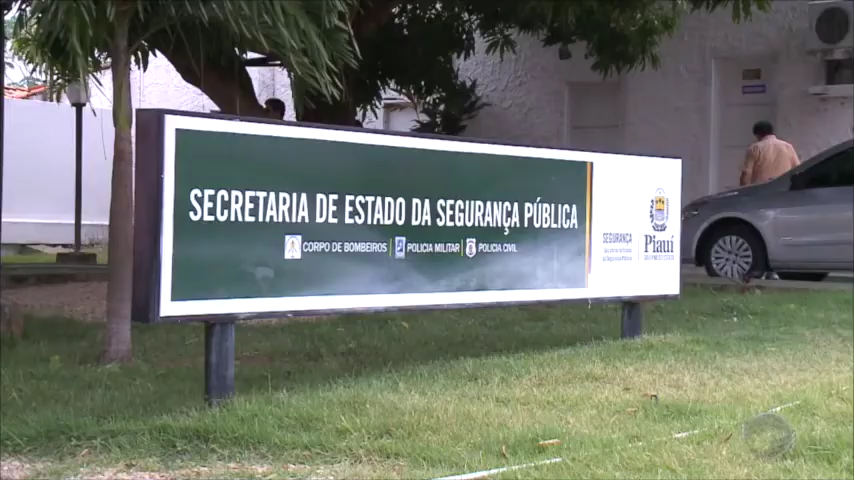 SECRETARIA DE ESTADO DA SEGURANÇA PÚBLICA
CORPO DE BOMBEIROS POLICIA MILITAR POLICIA CIVIL
SEGURANÇA
Piauí